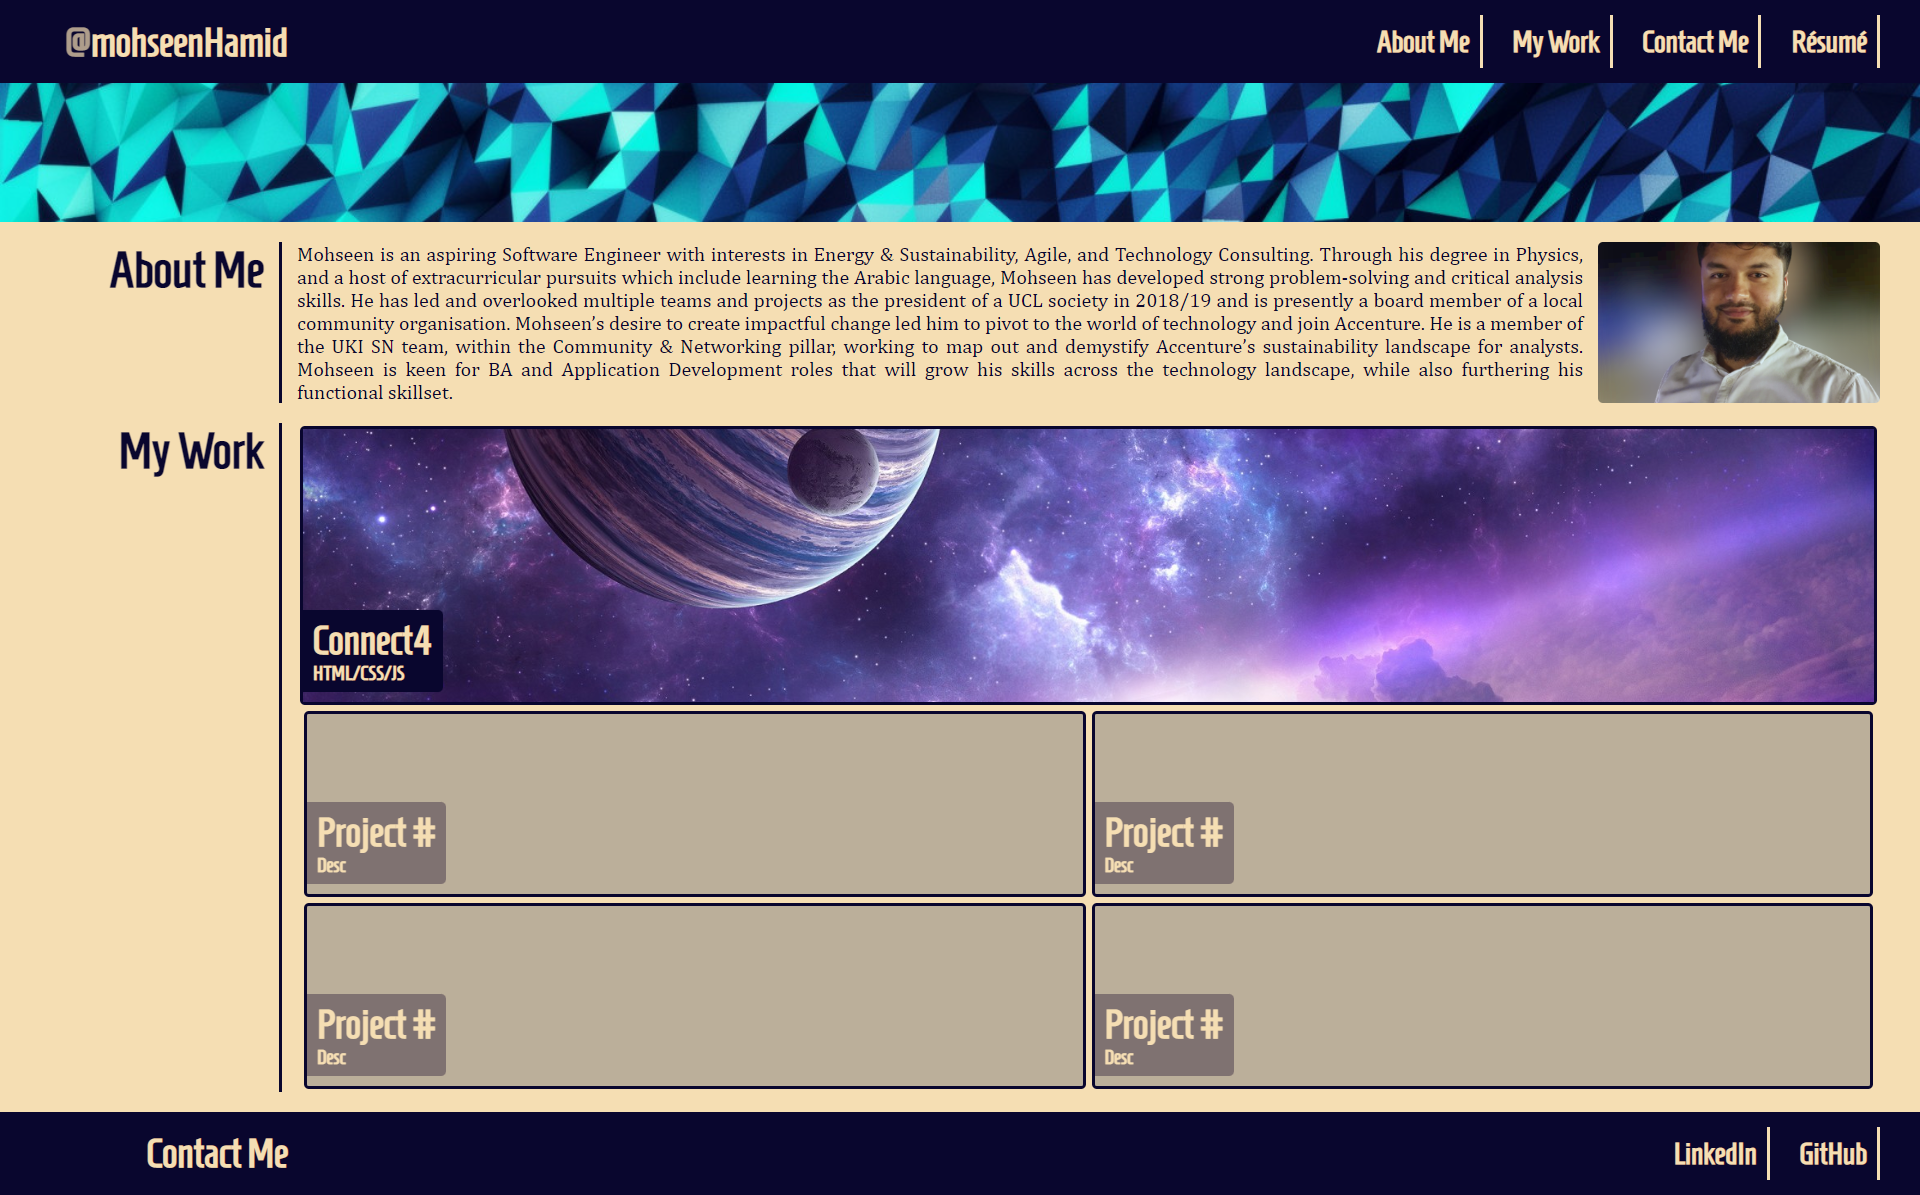 @mohseenHamid
About Me
My Work
Contact Me
Résumé
About Me
Mohseen is an aspiring Software Engineer with interests in Energy & Sustainability, Agile, and Technology Consulting. Through his degree in Physics,
and a host of extracurricular pursuits which include learning the Arabic language, Mohseen has developed strong problem-solving and critical analysis
skills. He has led and overlooked multiple teams and projects as the president of a UCL society in 2018/19 and is presently a board member of a local
community organisation. Mohseen’s desire to create impactful change led him to pivot to the world of technology and join Accenture. He is a member of
the UKI SN team, within the Community & Networking pillar, working to map out and demystify Accenture’s sustainability landscape for analysts.
Mohseen is keen for BA and Application Development roles that will grow his skills across the technology landscape, while also furthering his
functional skillset.
My Work
Connect4
HTML/CSS/JS
Project #
Desc
Project #
Desc
Project #
Desc
Project #
Desc
Contact Me
LinkedIn
GitHub